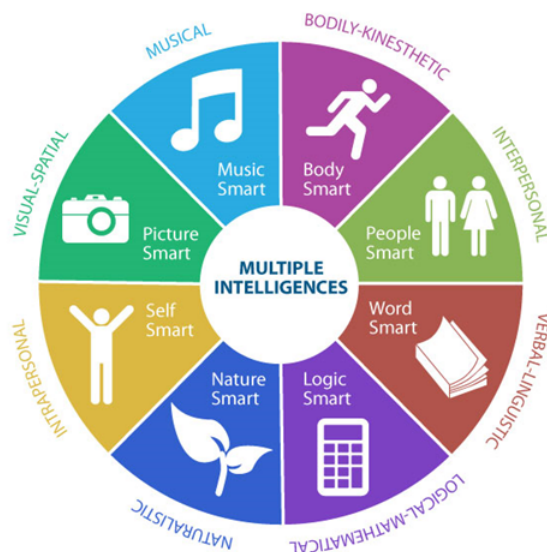 MUSICAL
BODILY-KINESTHETIC
INTERPERSONAL
VERBAL-LINGUISTIC
LOGICAL-MATHEMATICAL
NATURALISTIC
INTRAPERSONAL
VISUAL-SPATIAL
Music
Smart
Body
Smart
People
Smart
Word
Smart
Logic
Smart
Nature
Smart
Self
Smart
Picture
Smart
MULTIPLE
INTELLIGENCES